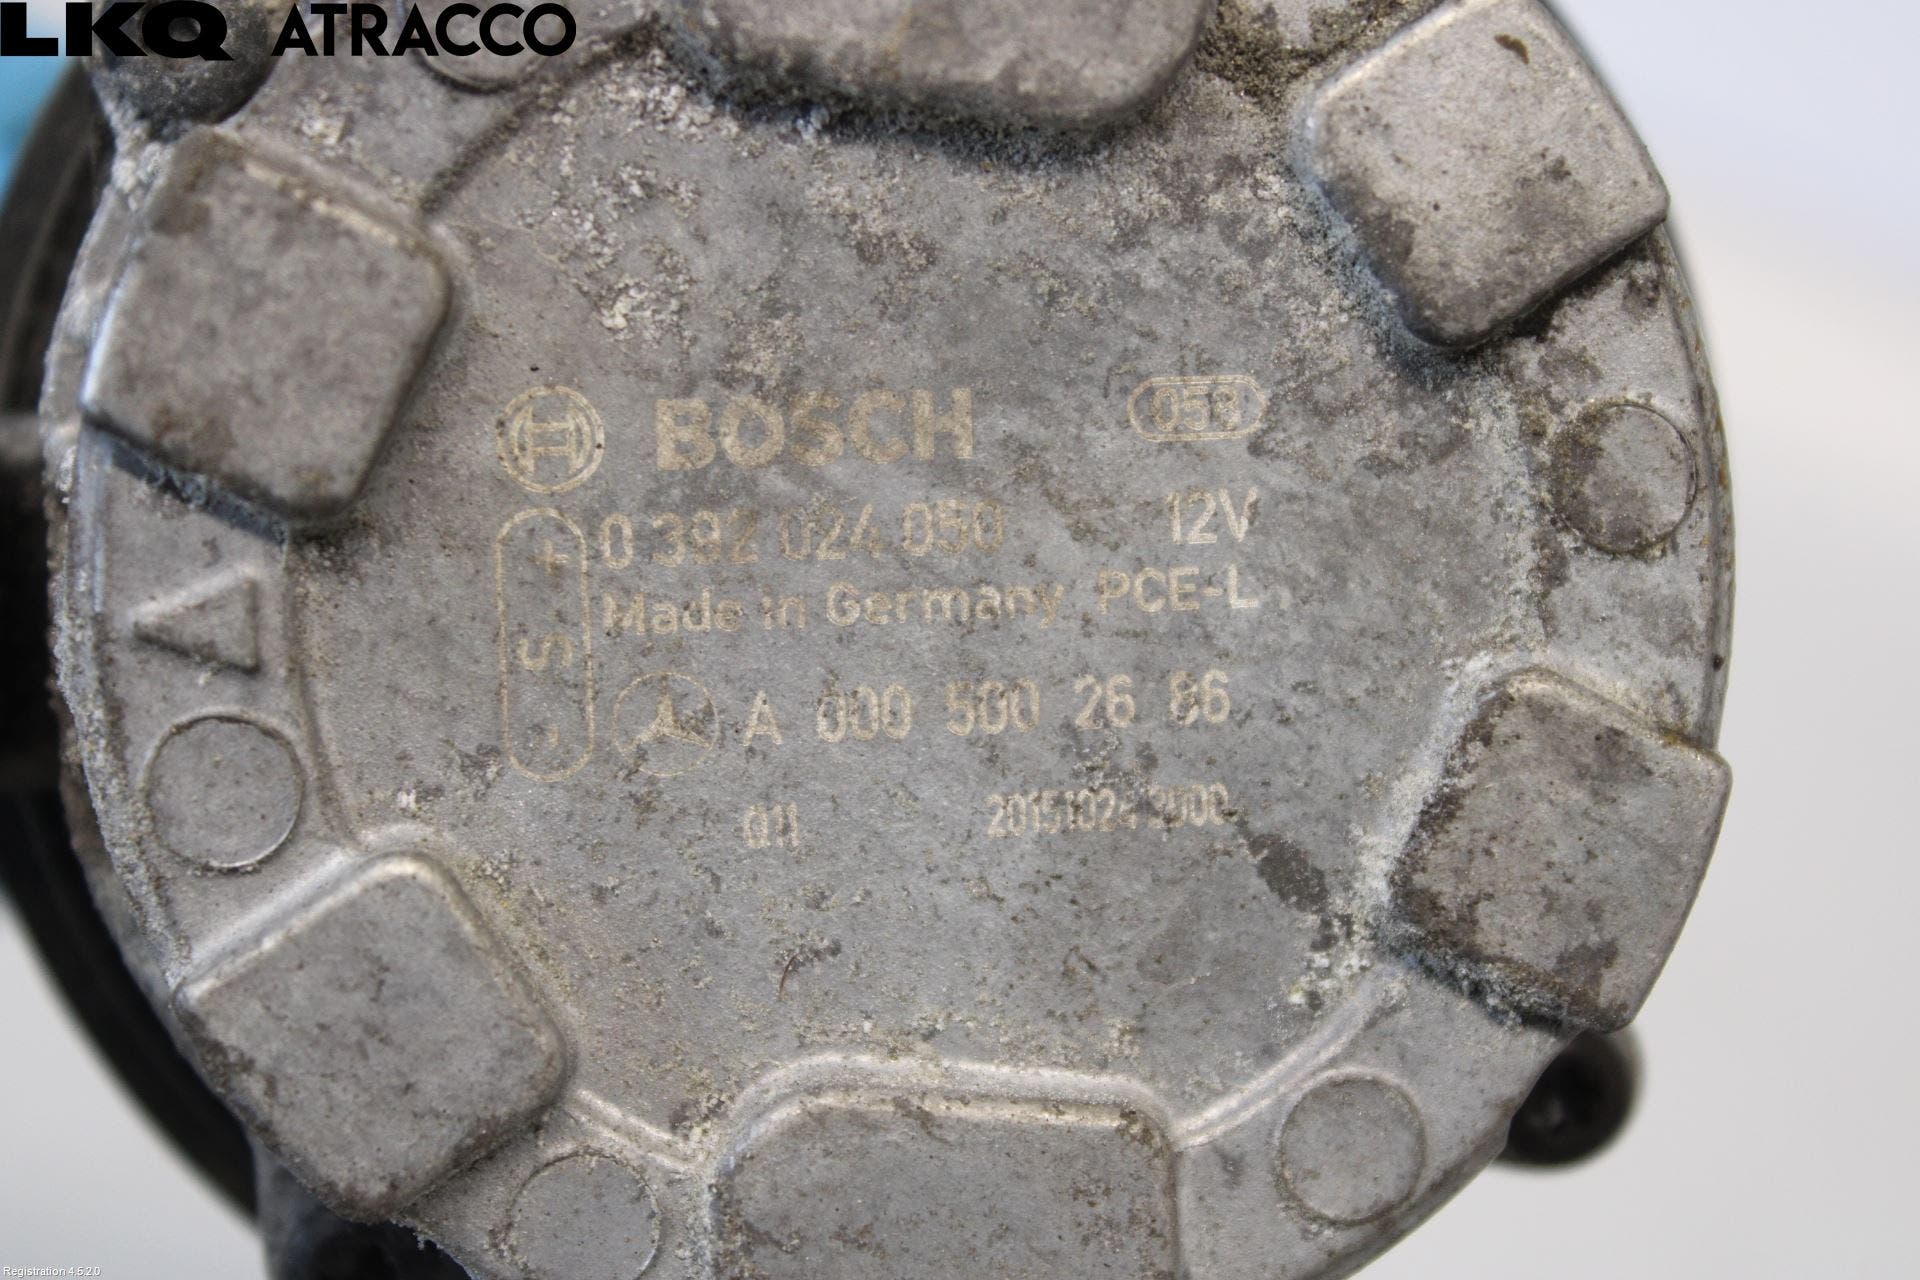 LKQ ATRACCO
BOSCH 058
0 392 024 050 12V
Made in Germany PCE-L
+ S -
A 000 500 26 86
011
Registration 4.5.2.0